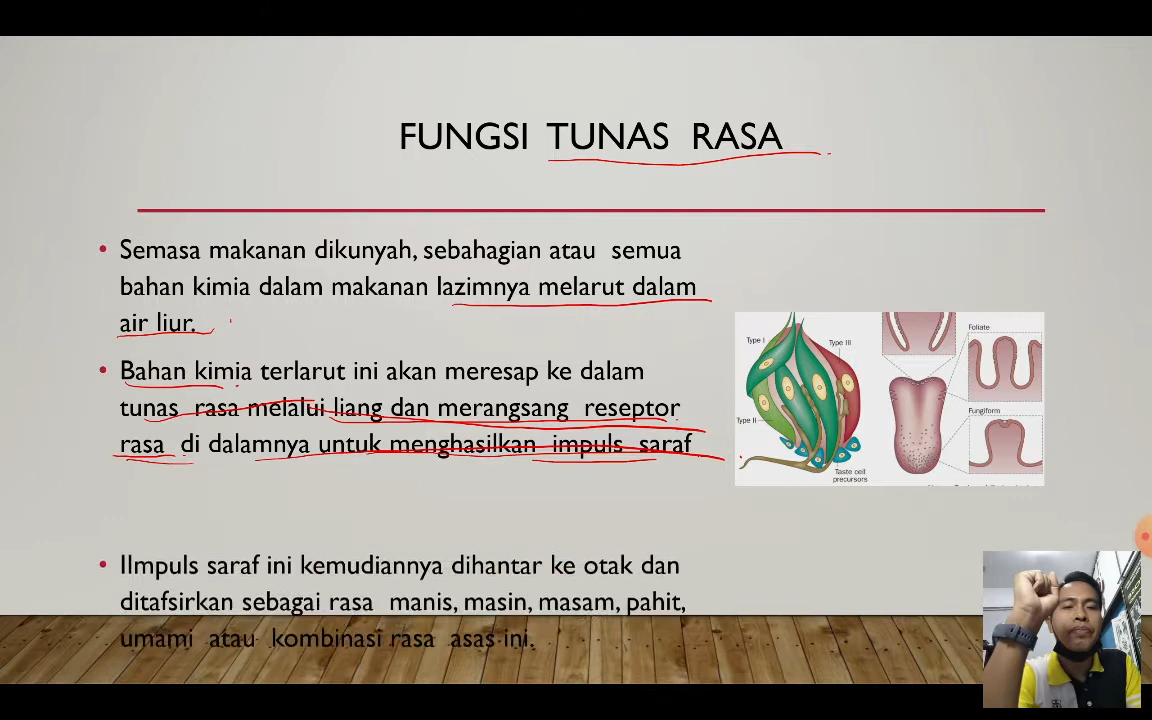 FUNGSI TUNAS RASA
Semasa makanan dikunyah, sebahagian atau semua
bahan kimia dalam makanan lazimnya melarut dalam
air liur.
Bahan kimia terlarut ini akan meresap ke dalam
tunas rasa melalui liang dan merangsang reseptor
rasa di dalamnya untuk menghasilkan impuls saraf
IImpuls saraf ini kemudiannya dihantar ke otak dan
ditafsirkan sebagai rasa manis, masin, masam, pahit,
umami atau kombinasi rasa asas ini.
Type I
Type III
Type II
Taste cell
precursors
Foliate
Fungiform